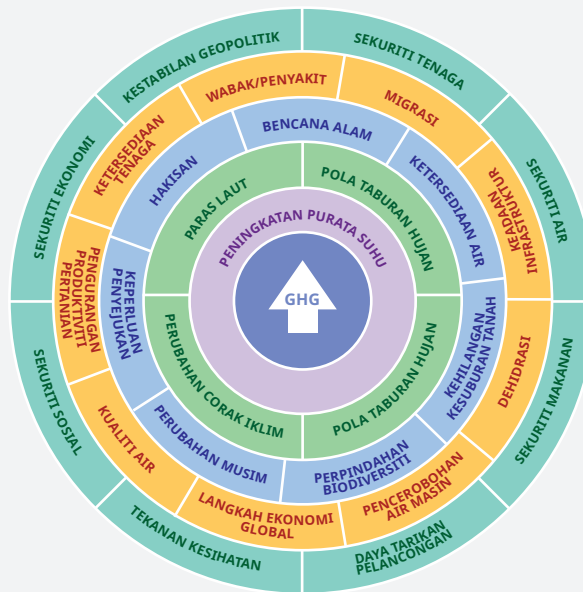 KESTABILAN GEOPOLITIK
SEKURITI TENAGA
SEKURITI AIR
SEKURITI MAKANAN
DAYA TARIKAN
PELANCONGAN
TEKANAN KESIHATAN
SEKURITI SOSIAL
SEKURITI EKONOMI
WABAK/PENYAKIT
MIGRASI
KEADAAN
INFRASTRUKTUR
DEHIDRASI
PENCEROBOHAN
AIR MASIN
LANGKAH EKONOMI
GLOBAL
KUALITI AIR
PENGURANGAN
PRODUKTIVITI
PERTANIAN
KETERSEDIAAN
TENAGA
BENCANA ALAM
KETERSEDIAAN AIR
KEHILANGAN
KESUBURAN TANAH
PERPINDAHAN
BIODIVERSITI
PERUBAHAN MUSIM
KEPERLUAN
PENYEJUKAN
HAKISAN
PARAS LAUT
POLA TABURAN HUJAN
POLA TABURAN HUJAN
PERUBAHAN CORAK IKLIM
PENINGKATAN PURATA SUHU
GHG